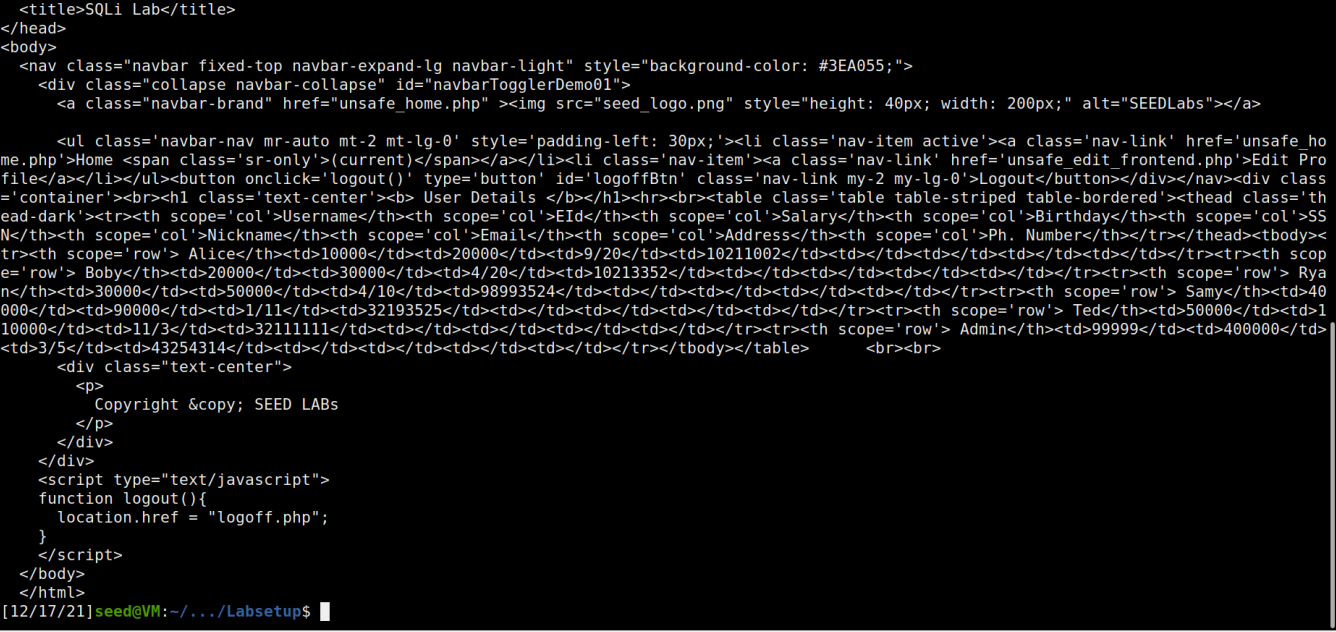 <title>SQLi Lab</title>
</head>
<body>
  <nav class="navbar fixed-top navbar-expand-lg navbar-light" style="background-color: #3EA055;">
    <div class="collapse navbar-collapse" id="navbarTogglerDemo01">
      <a class="navbar-brand" href="unsafe_home.php" ><img src="seed_logo.png" style="height: 40px; width: 200px;" alt="SEEDLabs"></a>

      <ul class='navbar-nav mr-auto mt-2 mt-lg-0' style='padding-left: 30px;'><li class='nav-item active'><a class='nav-link' href='unsafe_ho
me.php'>Home <span class='sr-only'>(current)</span></a></li><li class='nav-item'><a class='nav-link' href='unsafe_edit_frontend.php'>Edit Pro
file</a></li></ul><button onclick='logout()' type='button' id='logoffBtn' class='nav-link my-2 my-lg-0'>Logout</button></div></nav><div class
='container'><br><h1 class='text-center'><b> User Details </b></h1><hr><br><table class='table table-striped table-bordered'><thead class='th
ead-dark'><tr><th scope='col'>Username</th><th scope='col'>EId</th><th scope='col'>Salary</th><th scope='col'>Birthday</th><th scope='col'>SS
N</th><th scope='col'>Nickname</th><th scope='col'>Email</th><th scope='col'>Address</th><th scope='col'>Ph. Number</th></tr></thead><tbody><
tr><th scope='row'> Alice</th><td>10000</td><td>20000</td><td>9/20</td><td>10211002</td><td></td><td></td><td></td><td></td></tr><tr><th scop
e='row'> Boby</th><td>20000</td><td>30000</td><td>4/20</td><td>10213352</td><td></td><td></td><td></td><td></td></tr><tr><th scope='row'> Rya
n</th><td>30000</td><td>50000</td><td>4/10</td><td>98993524</td><td></td><td></td><td></td><td></td></tr><tr><th scope='row'> Samy</th><td>40
000</td><td>90000</td><td>1/11</td><td>32193525</td><td></td><td></td><td></td><td></td></tr><tr><th scope='row'> Ted</th><td>50000</td><td>1
10000</td><td>11/3</td><td>32111111</td><td></td><td></td><td></td><td></td></tr><tr><th scope='row'> Admin</th><td>99999</td><td>400000</td>
<td>3/5</td><td>43254314</td><td></td><td></td><td></td><td></td></tr></tbody></table>      <br><br>
      <div class="text-center">
        <p>
          Copyright &copy; SEED LABs
        </p>
      </div>
    </div>
    <script type="text/javascript">
    function logout(){
      location.href = "logoff.php";
    }
    </script>
  </body>
  </html>
[12/17/21]seed@VM:~/.../Labsetup$